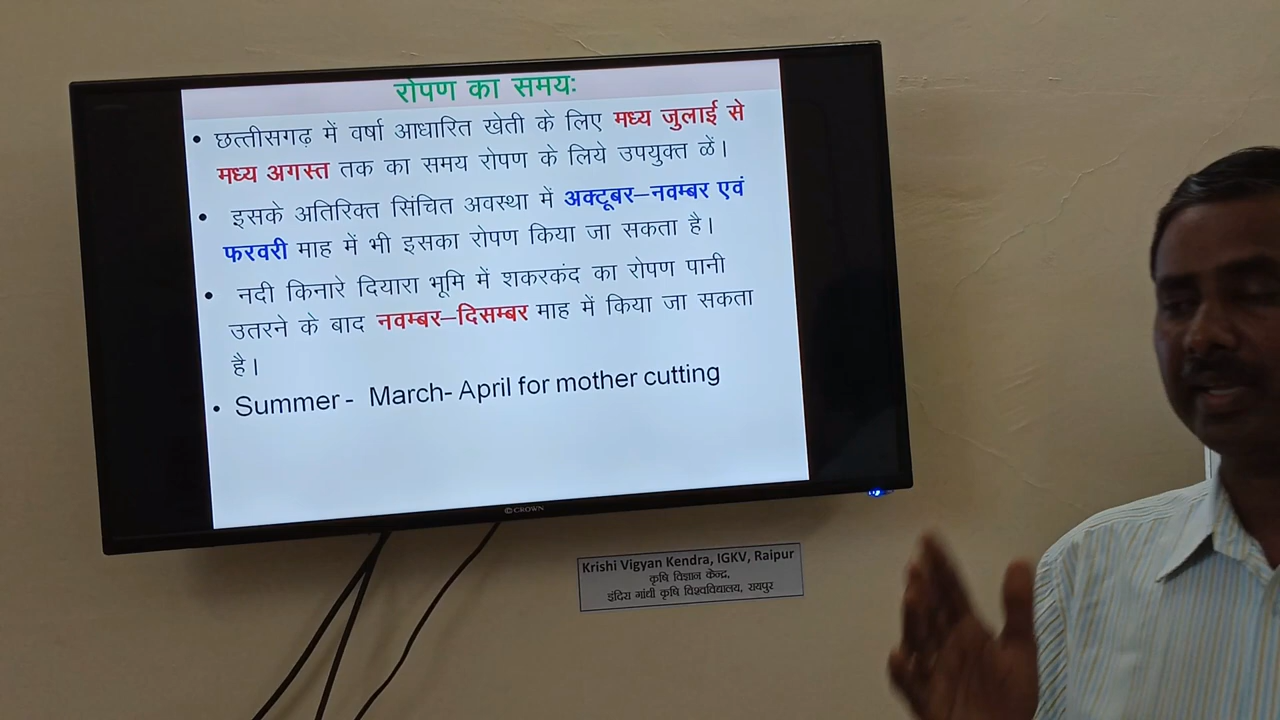 रोपण का समय:
• छत्तीसगढ़ में वर्षा आधारित खेती के लिए मध्य जुलाई से
मध्य अगस्त तक का समय रोपण के लिये उपयुक्त ळें।
• इसके अतिरिक्त सिंचित अवस्था में अक्टूबर–नवम्बर एवं
फरवरी माह में भी इसका रोपण किया जा सकता है।
• नदी किनारे दियारा भूमि में शकरकंद का रोपण पानी
उतरने के बाद नवम्बर–दिसम्बर माह में किया जा सकता
है।
• Summer - March- April for mother cutting
CROWN
Krishi Vigyan Kendra, IGKV, Raipur
कृषि विज्ञान केन्द्र,
इंदिरा गांधी कृषि विश्वविद्यालय, रायपुर